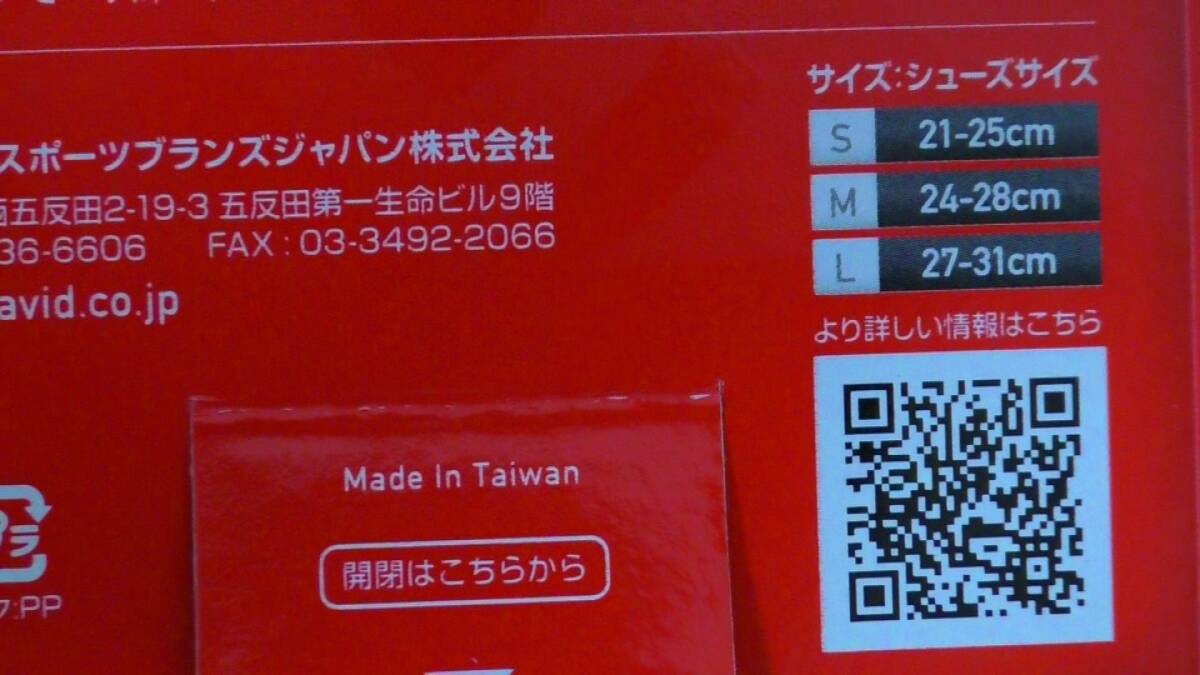 スポーツブランズジャパン株式会社
五反田2-19-3 五反田第一生命ビル9階
36-6606 FAX : 03-3492-2066
avid.co.jp
サイズ:シューズサイズ
S 21-25cm
M 24-28cm
L 27-31cm
より詳しい情報はこちら
Made In Taiwan
開閉はこちらから
プラ
:PP